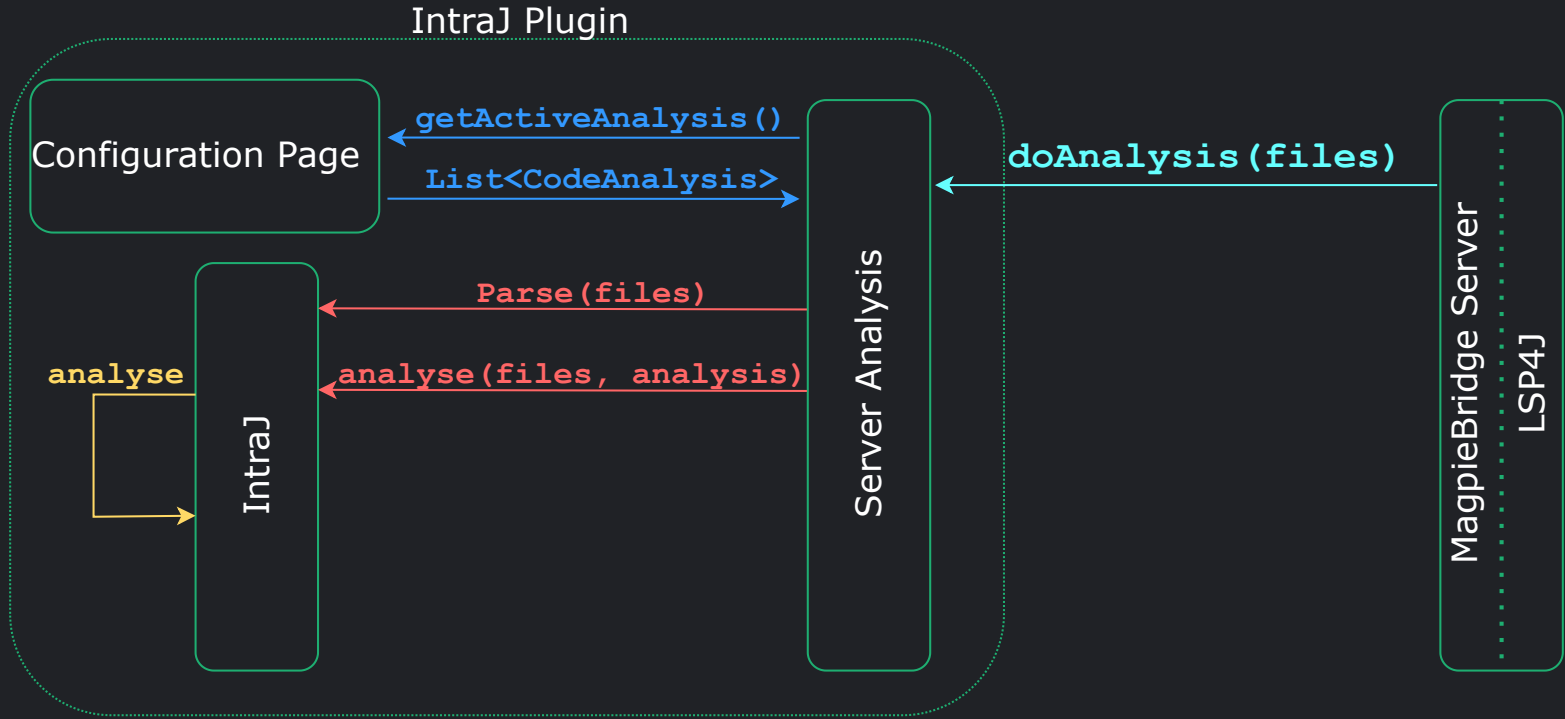 IntraJ Plugin
getActiveAnalysis()
Configuration Page
List<CodeAnalysis>
doAnalysis(files)
Parse(files)
analyse
analyse(files, analysis)
IntraJ
Server Analysis
MagpieBridge Server
LSP4J